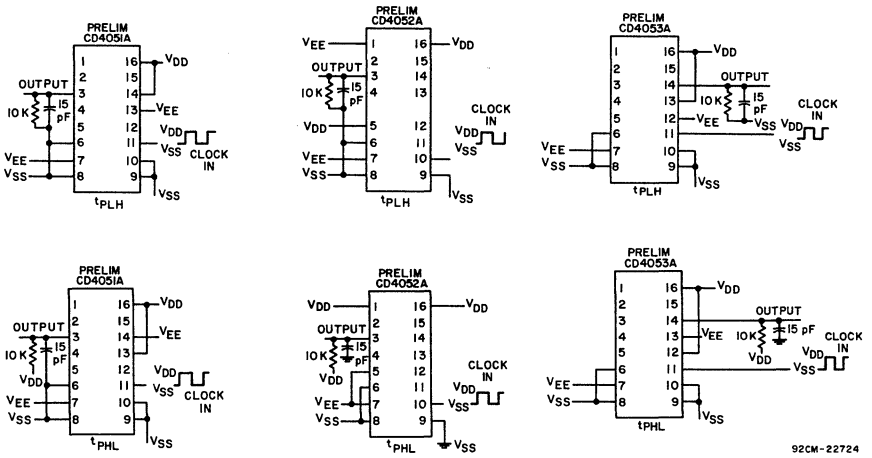 PRELIM
CD4051A
1 16 VDD
2 15
OUTPUT
3 14
10K 15 pF
4 13 VEE
5 12 VDD
6 11 VSS CLOCK IN
VEE 7 10
VSS 8 9
VSS
tPLH
PRELIM
CD4052A
VEE 1 16 VDD
2 15
OUTPUT
3 14
10K 15 pF
4 13
CLOCK IN
VDD 5 12 VDD
6 11 VSS
VEE 7 10
VSS 8 9
VSS
tPLH
PRELIM
CD4053A
1 16 VDD
2 15
3 14 OUTPUT
4 13 10K 15 pF
CLOCK IN
5 12 VEE VSS VDD
6 11 VSS
VEE 7 10
VSS 8 9
VSS
tPLH
PRELIM
CD4051A
1 16 VDD
2 15
OUTPUT
3 14 VEE
10K 15 pF
4 13
VDD 5 12 VDD
6 11 VSS CLOCK IN
VEE 7 10
VSS 8 9
VSS
tPHL
PRELIM
CD4052A
VDD 1 16 VDD
2 15
OUTPUT
3 14
10K 15 pF
4 13
CLOCK IN
VDD 5 12
6 11 VDD
VEE 7 10 VSS
VSS 8 9
VSS
tPHL
PRELIM
CD4053A
1 16 VDD
2 15
3 14 OUTPUT
4 13 VEE 10K 15 pF
CLOCK IN
5 12 VDD VDD
6 11 VSS
VEE 7 10
VSS 8 9
VSS
tPHL
92CM-22724